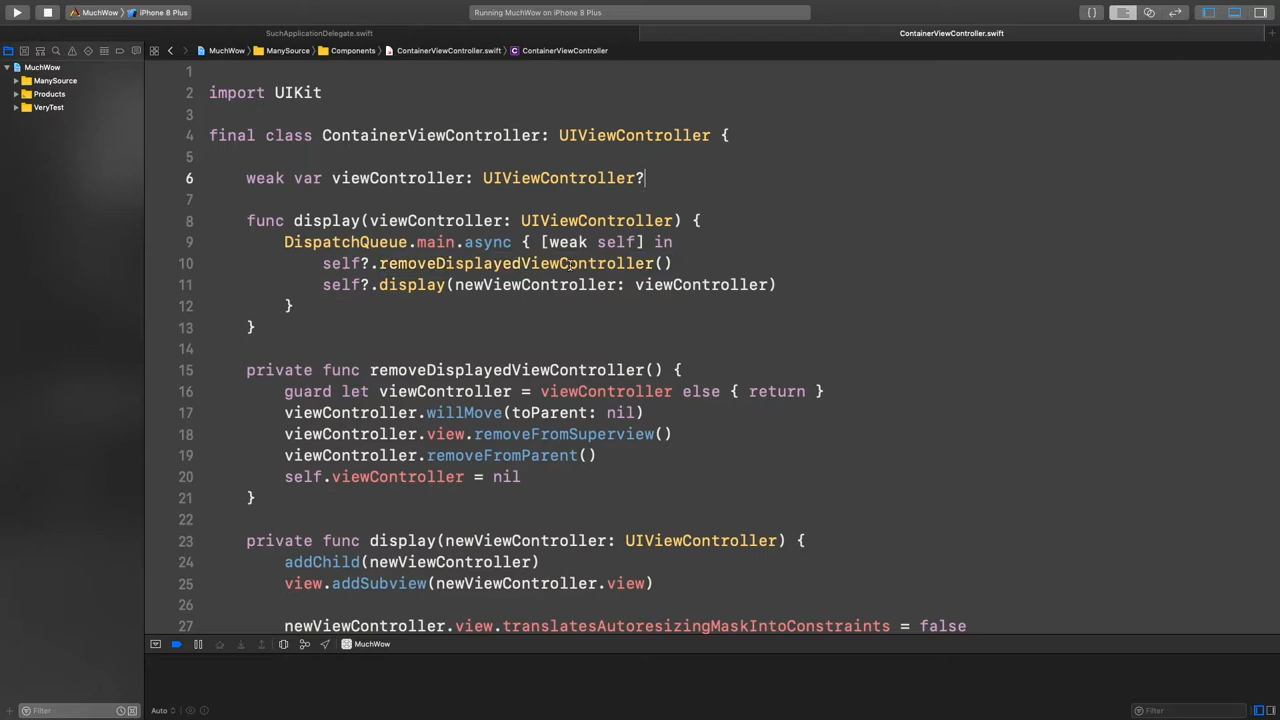 MuchWow 〉 iPhone 8 Plus
Running MuchWow on iPhone 8 Plus
{ }
SuchApplicationDelegate.swift
ContainerViewController.swift
MuchWow 〉 ManySource 〉 Components 〉 ContainerViewController.swift 〉 C ContainerViewController
MuchWow
ManySource
Products
VeryTest
1
2 import UIKit
3
4 final class ContainerViewController: UIViewController {
5
6 weak var viewController: UIViewController?
7
8 func display(viewController: UIViewController) {
9 DispatchQueue.main.async { [weak self] in
10 self?.removeDisplayedViewController()
11 self?.display(newViewController: viewController)
12 }
13 }
14
15 private func removeDisplayedViewController() {
16 guard let viewController = viewController else { return }
17 viewController.willMove(toParent: nil)
18 viewController.view.removeFromSuperview()
19 viewController.removeFromParent()
20 self.viewController = nil
21 }
22
23 private func display(newViewController: UIViewController) {
24 addChild(newViewController)
25 view.addSubview(newViewController.view)
26
27 newViewController.view.translatesAutoresizingMaskIntoConstraints = false
MuchWow
Filter
Auto
Filter